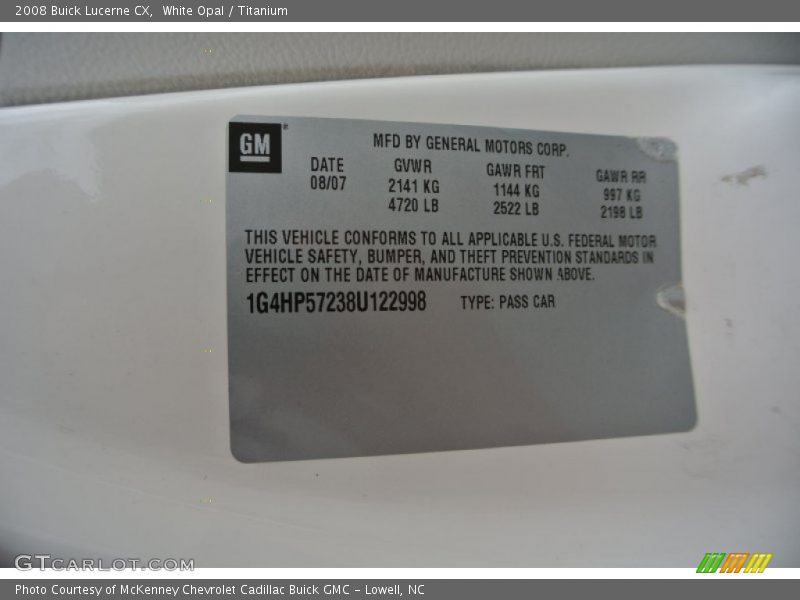 2008 Buick Lucerne CX, White Opal / Titanium
GM
MFD BY GENERAL MOTORS CORP.
DATE GVWR GAWR FRT GAWR RR
08/07 2141 KG 1144 KG 997 KG
4720 LB 2522 LB 2198 LB
THIS VEHICLE CONFORMS TO ALL APPLICABLE U.S. FEDERAL MOTOR
VEHICLE SAFETY, BUMPER, AND THEFT PREVENTION STANDARDS IN
EFFECT ON THE DATE OF MANUFACTURE SHOWN ABOVE.
1G4HP57238U122998 TYPE: PASS CAR
GTCARLOT.COM
Photo Courtesy of McKenney Chevrolet Cadillac Buick GMC - Lowell, NC